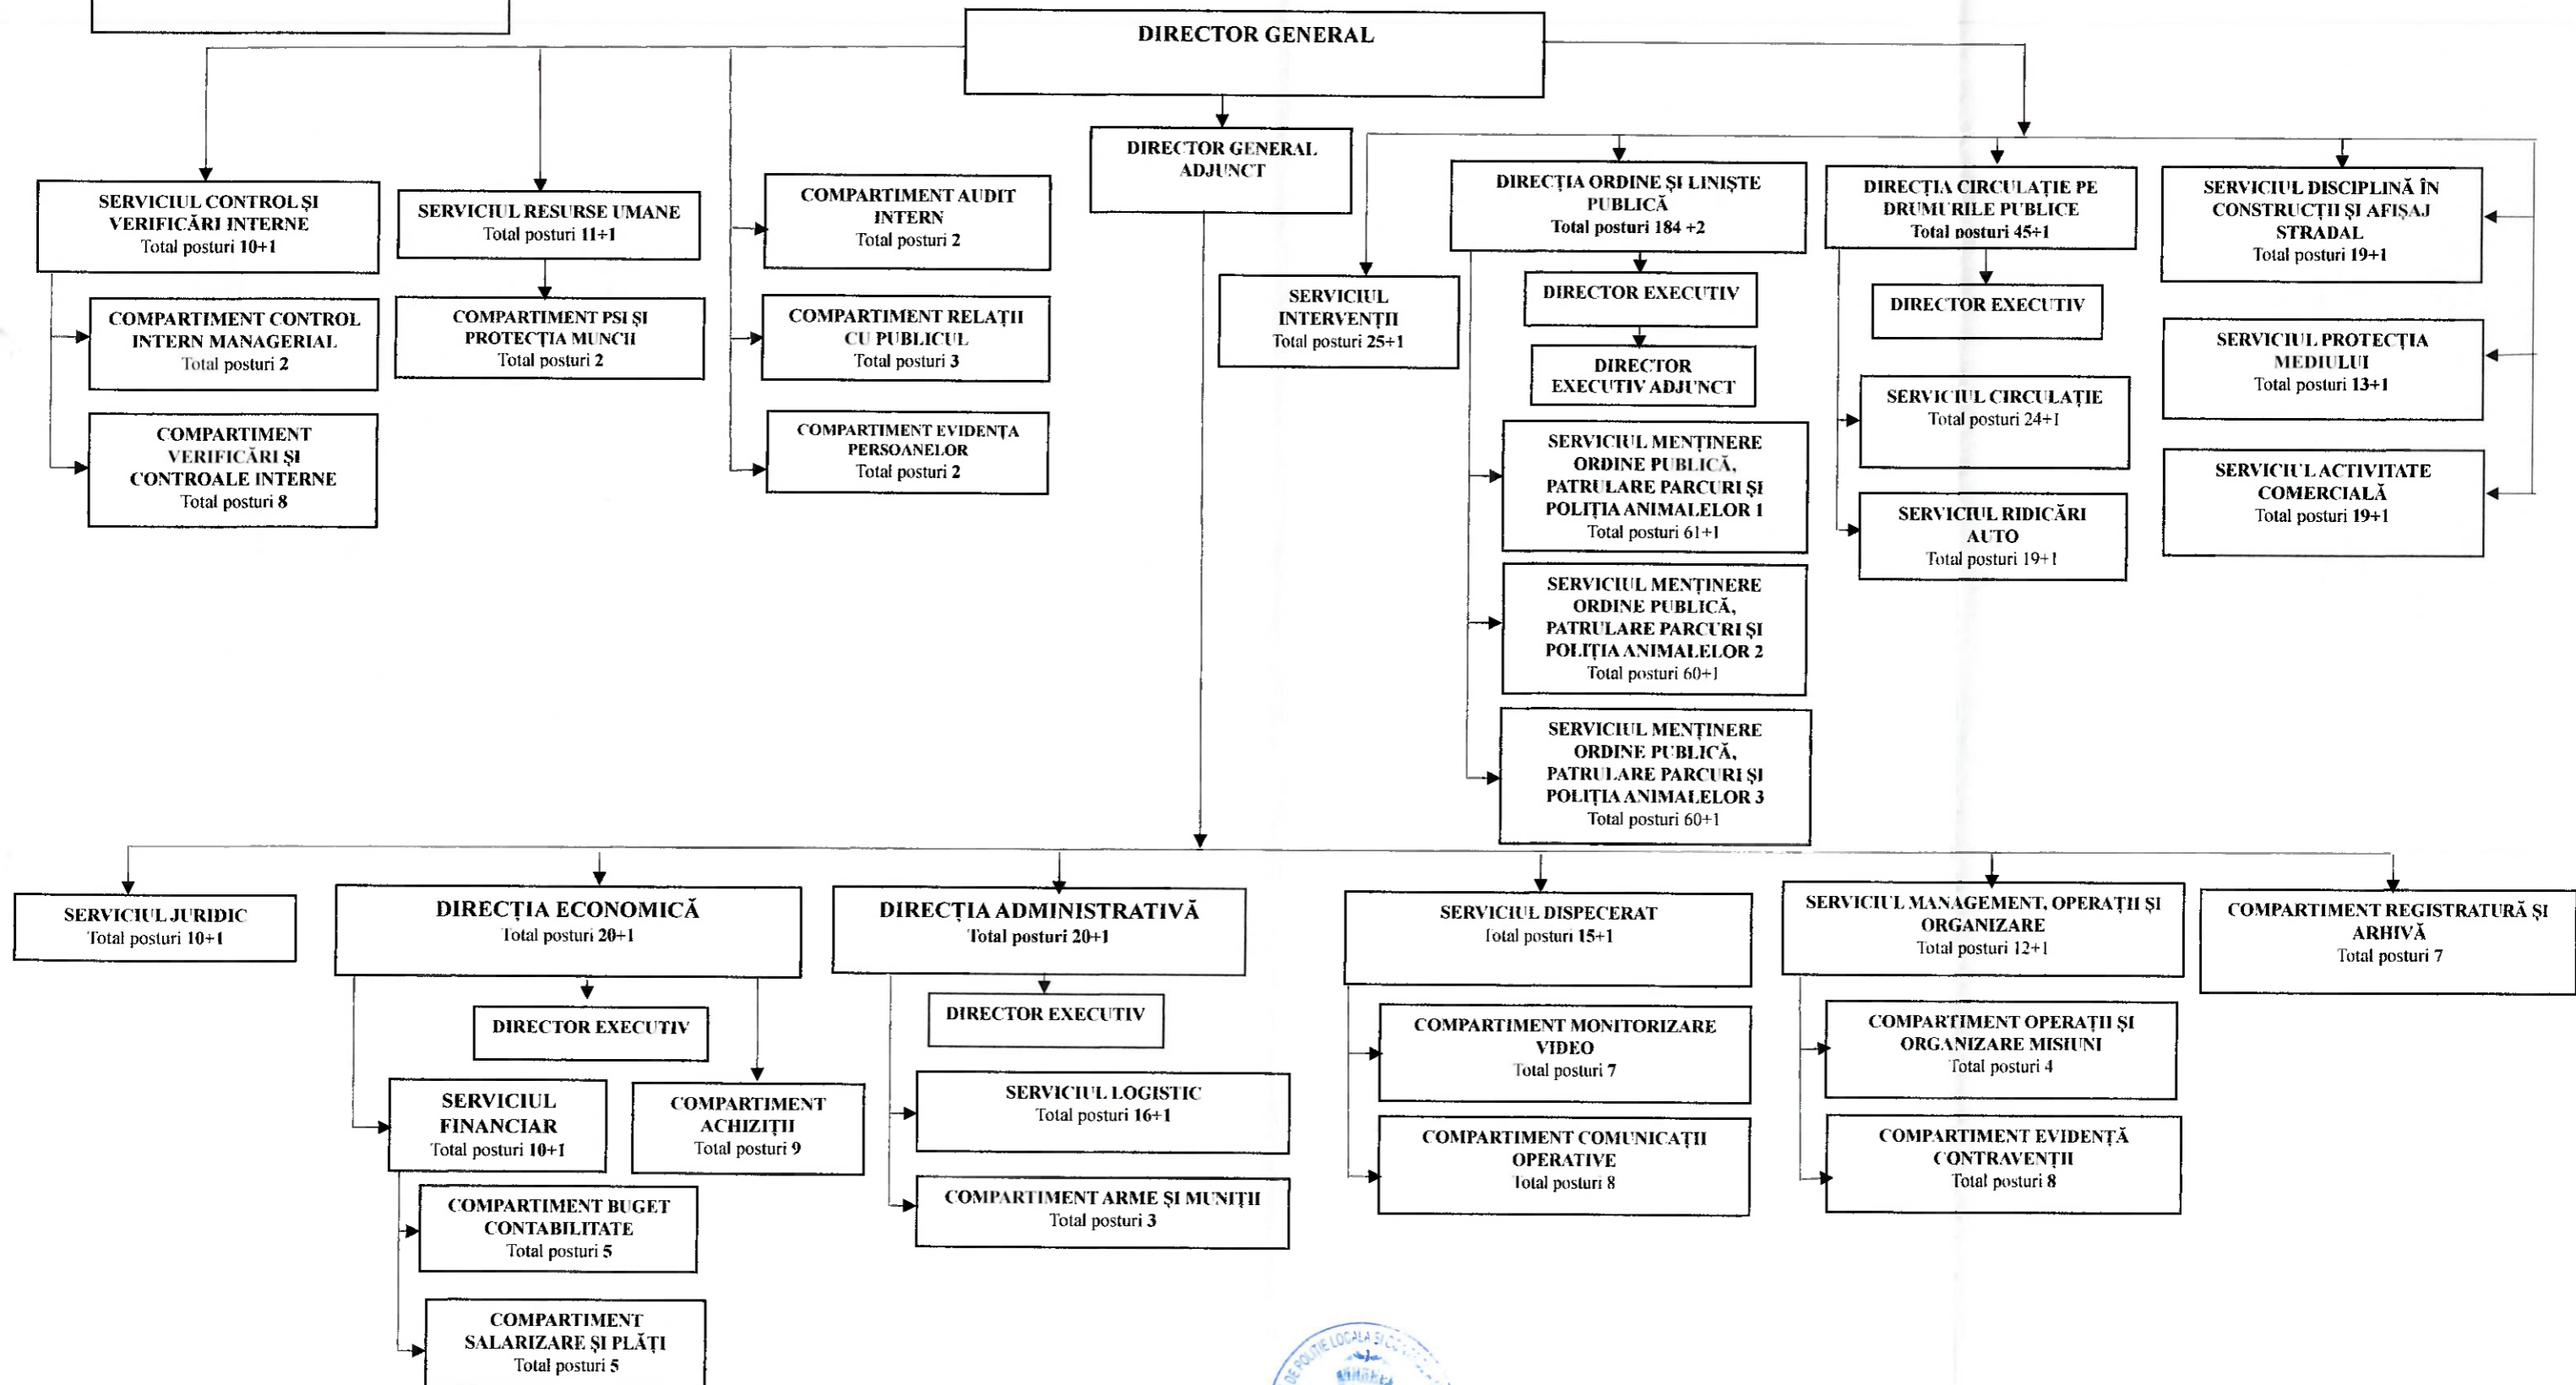 DIRECTOR GENERAL
DIRECTOR GENERAL
ADJUNCT
SERVICIUL CONTROL ȘI
VERIFICĂRI INTERNE
Total posturi 10+1
COMPARTIMENT CONTROL
INTERN MANAGERIAL
Total posturi 2
COMPARTIMENT
VERIFICĂRI ȘI
CONTROALE INTERNE
Total posturi 8
SERVICIUL RESURSE UMANE
Total posturi 11+1
COMPARTIMENT PSI ȘI
PROTECȚIA MUNCII
Total posturi 2
COMPARTIMENT AUDIT
INTERN
Total posturi 2
COMPARTIMENT RELAȚII
CU PUBLICUL
Total posturi 3
COMPARTIMENT EVIDENȚA
PERSOANELOR
Total posturi 2
SERVICIUL
INTERVENȚII
Total posturi 25+1
DIRECȚIA ORDINE ȘI LINIȘTE
PUBLICĂ
Total posturi 184 +2
DIRECTOR EXECUTIV
DIRECTOR
EXECUTIV ADJUNCT
SERVICIUL MENȚINERE
ORDINE PUBLICĂ,
PATRULARE PARCURI ȘI
POLIȚIA ANIMALELOR 1
Total posturi 61+1
SERVICIUL MENȚINERE
ORDINE PUBLICĂ,
PATRULARE PARCURI ȘI
POLIȚIA ANIMALELOR 2
Total posturi 60+1
SERVICIUL MENȚINERE
ORDINE PUBLICĂ,
PATRULARE PARCURI ȘI
POLIȚIA ANIMALELOR 3
Total posturi 60+1
DIRECȚIA CIRCULAȚIE PE
DRUMURILE PUBLICE
Total posturi 45+1
DIRECTOR EXECUTIV
SERVICIUL CIRCULAȚIE
Total posturi 24+1
SERVICIUL RIDICĂRI
AUTO
Total posturi 19+1
SERVICIUL DISCIPLINĂ ÎN
CONSTRUCȚII ȘI AFIȘAJ
STRADAL
Total posturi 19+1
SERVICIUL PROTECȚIA
MEDIULUI
Total posturi 13+1
SERVICIUL ACTIVITATE
COMERCIALĂ
Total posturi 19+1
SERVICIUL JURIDIC
Total posturi 10+1
DIRECȚIA ECONOMICĂ
Total posturi 20+1
DIRECTOR EXECUTIV
SERVICIUL
FINANCIAR
Total posturi 10+1
COMPARTIMENT
ACHIZIȚII
Total posturi 9
COMPARTIMENT BUGET
CONTABILITATE
Total posturi 5
COMPARTIMENT
SALARIZARE ȘI PLĂȚI
Total posturi 5
DIRECȚIA ADMINISTRATIVĂ
Total posturi 20+1
DIRECTOR EXECUTIV
SERVICIUL LOGISTIC
Total posturi 16+1
COMPARTIMENT ARME ȘI MUNIȚII
Total posturi 3
SERVICIUL DISPECERAT
Total posturi 15+1
COMPARTIMENT MONITORIZARE
VIDEO
Total posturi 7
COMPARTIMENT COMUNICAȚII
OPERATIVE
Total posturi 8
SERVICIUL MANAGEMENT, OPERAȚII ȘI
ORGANIZARE
Total posturi 12+1
COMPARTIMENT OPERAȚII ȘI
ORGANIZARE MISIUNI
Total posturi 4
COMPARTIMENT EVIDENȚĂ
CONTRAVENȚII
Total posturi 8
COMPARTIMENT REGISTRATURĂ ȘI
ARHIVĂ
Total posturi 7
DE POLITIE LOCALA SI